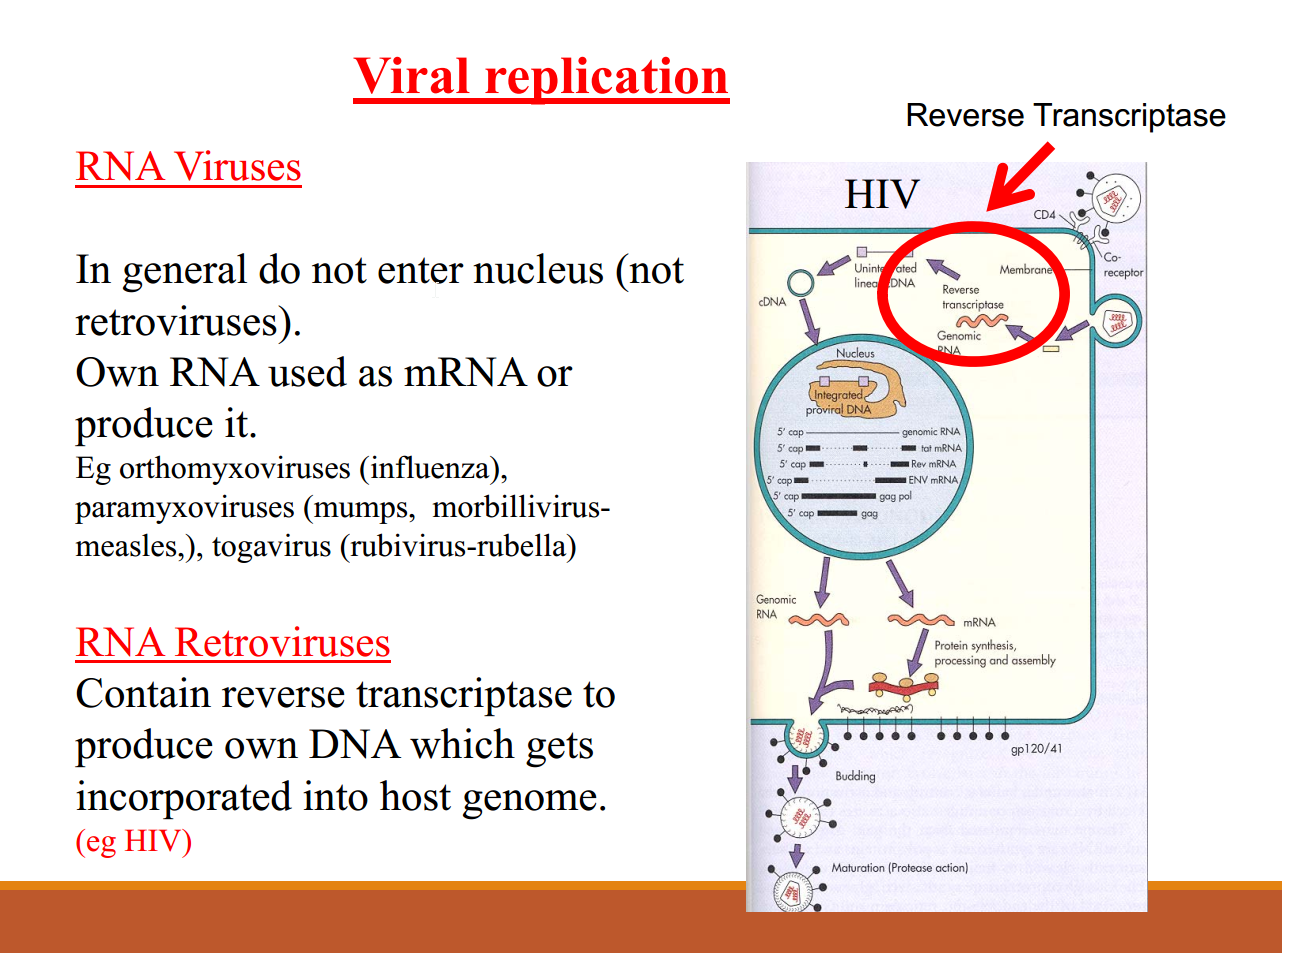 Viral replication
Reverse Transcriptase
RNA Viruses
In general do not enter nucleus (not
retroviruses).
Own RNA used as mRNA or
produce it.
Eg orthomyxoviruses (influenza),
paramyxoviruses (mumps,  morbillivirus-
measles,), togavirus (rubivirus-rubella)
RNA Retroviruses
Contain reverse transcriptase to
produce own DNA which gets
incorporated into host genome.
(eg HIV)
HIV
CD4
Co-
receptor
Membrane
Reverse
transcriptase
Genomic
RNA
cDNA
Nucleus
Integrated
proviral DNA
5' cap genomic RNA
5' cap tat mRNA
5' cap Rev mRNA
5' cap ENV mRNA
5' cap gag pol
5' cap gag
Genomic
RNA
mRNA
Protein synthesis,
processing and assembly
gp120/41
Budding
Maturation (Protease action)